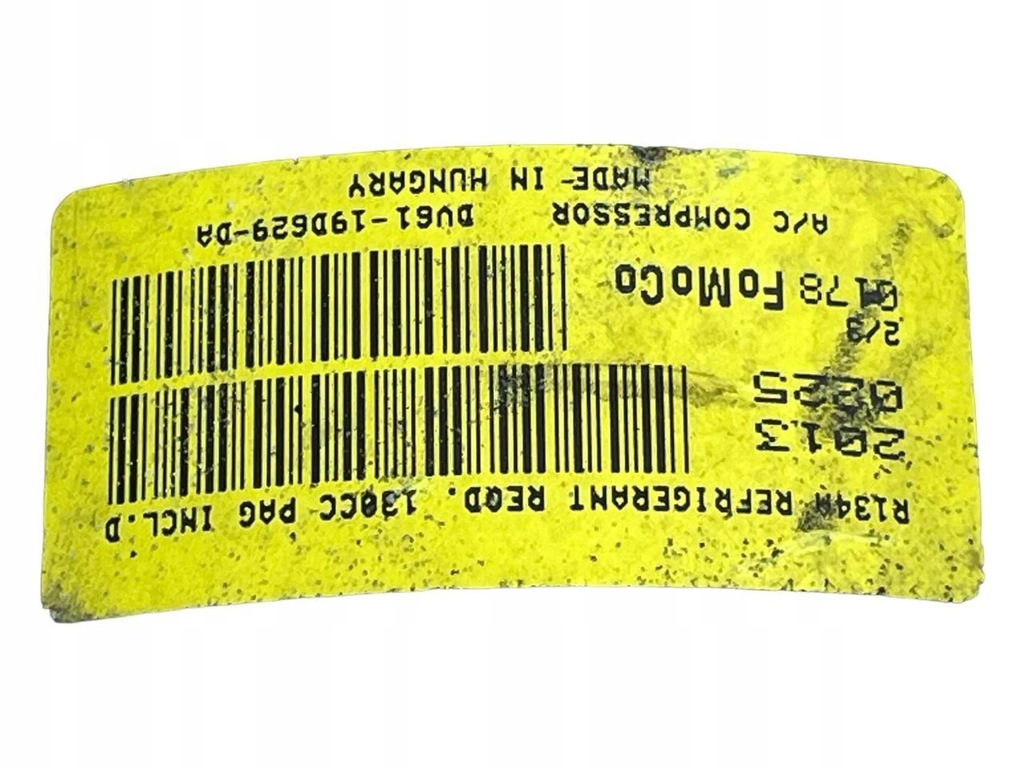 R134A REFRIGERANT REQD. 130CC PAG INCL.D
2013
0225
2/3
0178 FoMoCo
A/C COMPRESSOR DV61-19D629-DA
MADE IN HUNGARY